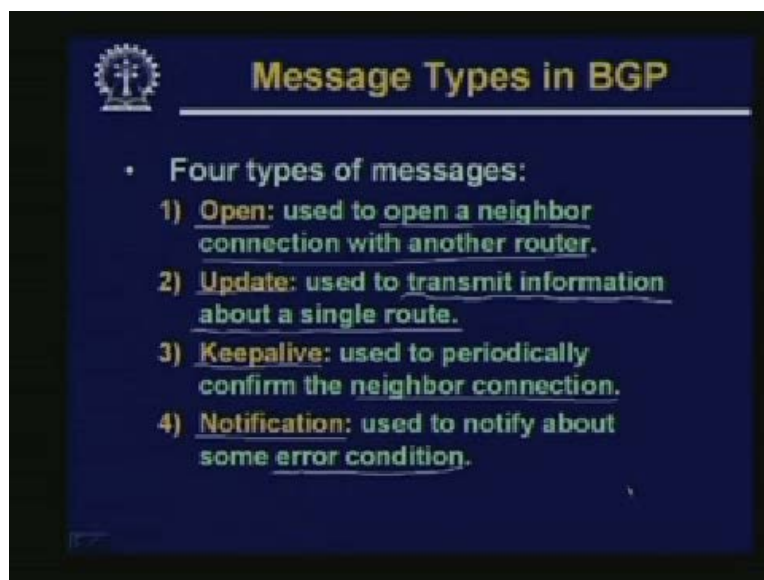 Message Types in BGP
• Four types of messages:
1) Open: used to open a neighbor
connection with another router.
2) Update: used to transmit information
about a single route.
3) Keepalive: used to periodically
confirm the neighbor connection.
4) Notification: used to notify about
some error condition.